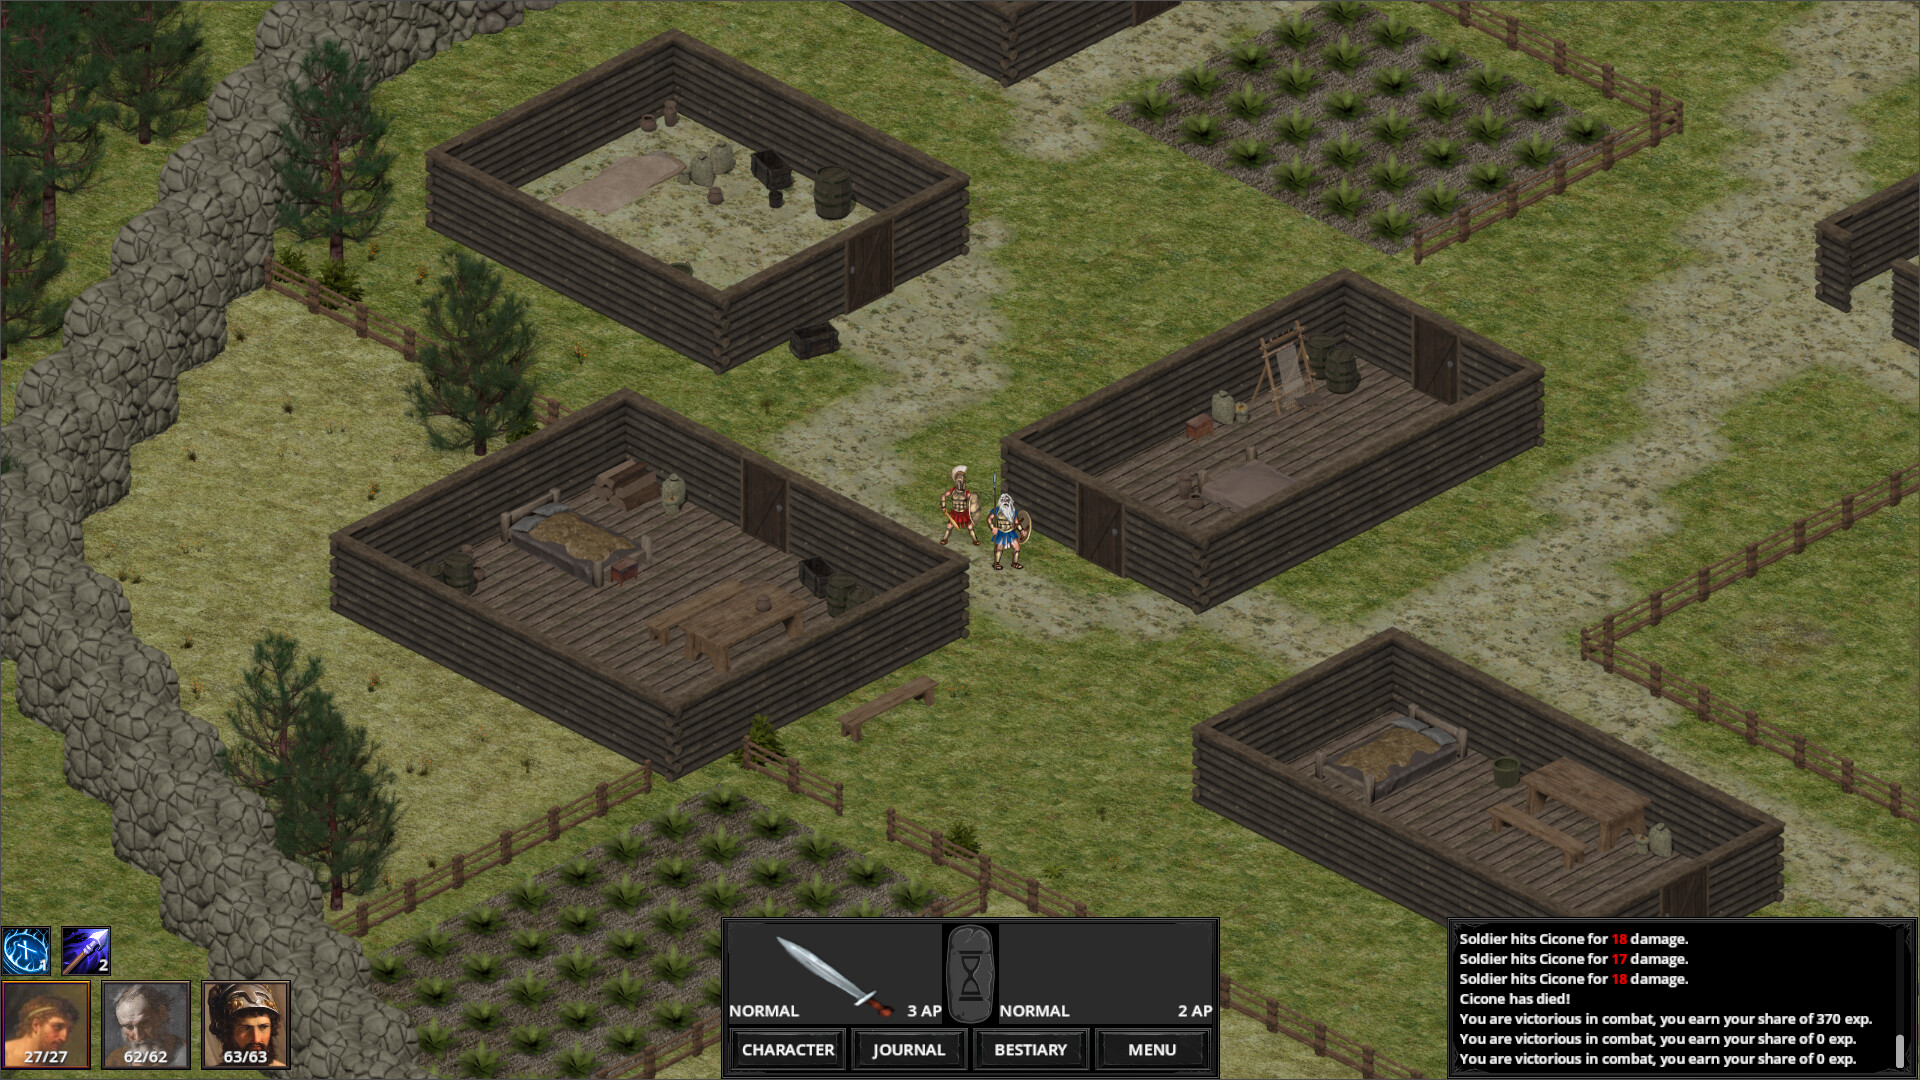 1
2
27/27
62/62
63/63
NORMAL
3 AP
NORMAL
2 AP
CHARACTER
JOURNAL
BESTIARY
MENU
Soldier hits Cicone for 18 damage.
Soldier hits Cicone for 17 damage.
Soldier hits Cicone for 18 damage.
Cicone has died!
You are victorious in combat, you earn your share of 370 exp.
You are victorious in combat, you earn your share of 0 exp.
You are victorious in combat, you earn your share of 0 exp.